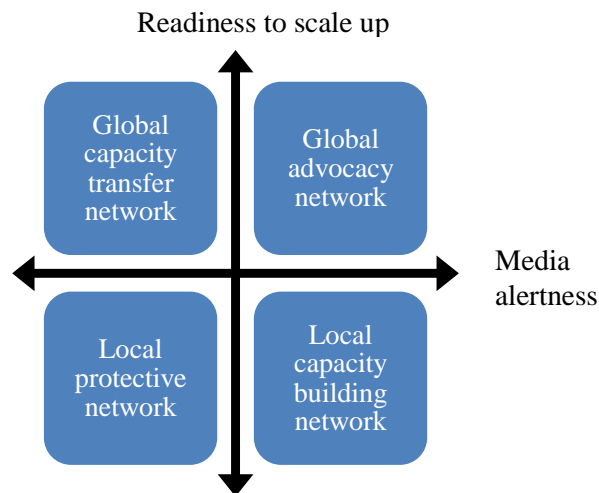 Readiness to scale up
Global
capacity
transfer
network
Global
advocacy
network
Media
alertness
Local
protective
network
Local
capacity
building
network